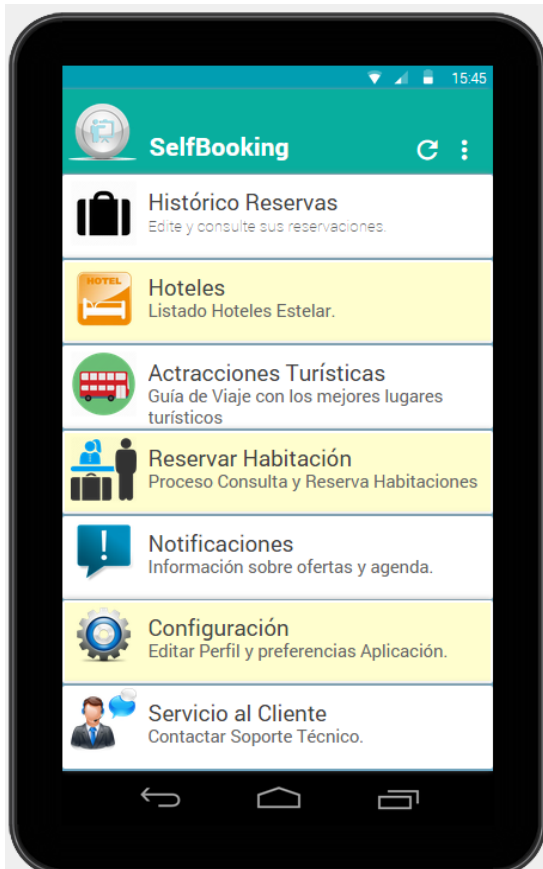 15:45
SelfBooking
Histórico Reservas
Edite y consulte sus reservaciones.
HOTEL
Hoteles
Listado Hoteles Estelar.
Actracciones Turísticas
Guía de Viaje con los mejores lugares
turísticos
Reservar Habitación
Proceso Consulta y Reserva Habitaciones
!
Notificaciones
Información sobre ofertas y agenda.
Configuración
Editar Perfil y preferencias Aplicación.
Servicio al Cliente
Contactar Soporte Técnico.